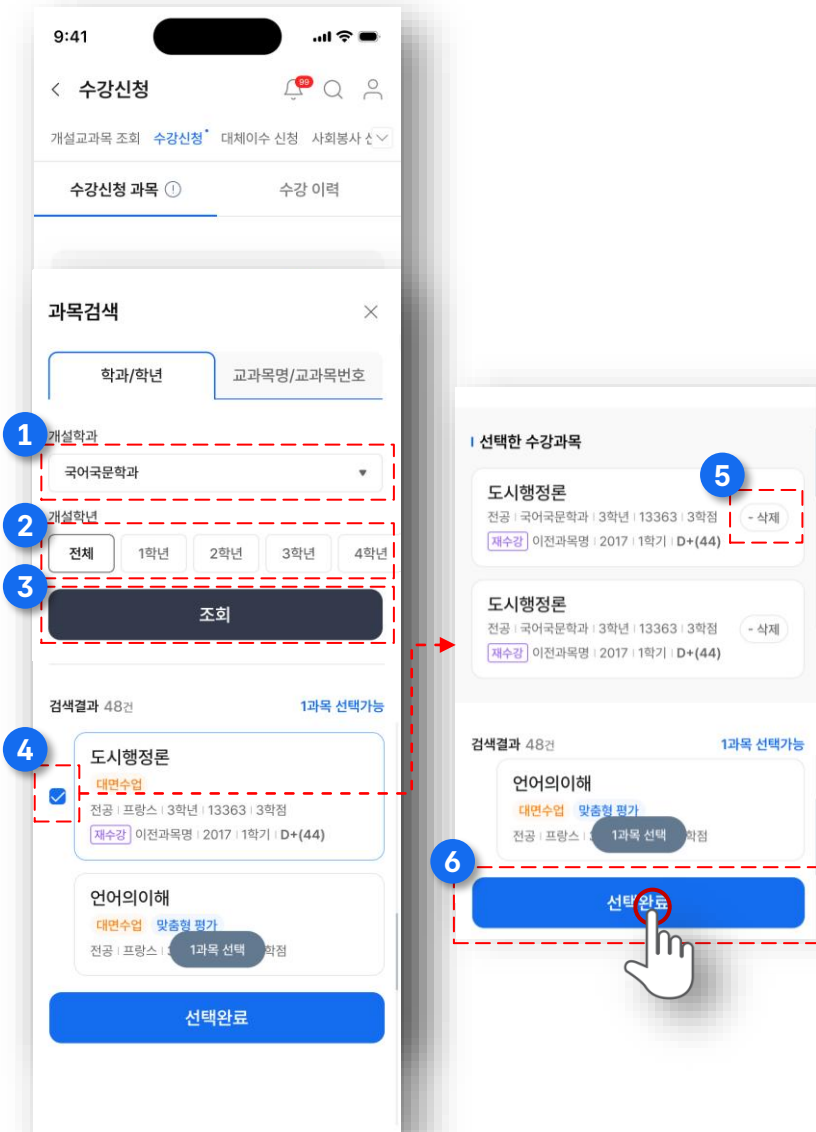 9:41
수강신청
99
개설교과목 조회 수강신청 대체이수 신청 사회봉사
수강신청 과목
수강 이력
과목검색
학과/학년
교과목명/교과목번호
1
개설학과
국어국문학과
2
개설학년
전체 1학년 2학년 3학년 4학년
3
조회
검색결과 48건
1과목 선택가능
4
도시행정론
대면수업
전공 | 프랑스 | 3학년 | 13363 | 3학점
재수강 이전과목명 | 2017 | 1학기 | D+(44)
언어의이해
대면수업 맞춤형 평가
전공 | 프랑스 | 학점
1과목 선택
선택완료
선택한 수강과목
5
도시행정론
전공 | 국어국문학과 | 3학년 | 13363 | 3학점
- 삭제
재수강 이전과목명 | 2017 | 1학기 | D+(44)
도시행정론
전공 | 국어국문학과 | 3학년 | 13363 | 3학점
- 삭제
재수강 이전과목명 | 2017 | 1학기 | D+(44)
검색결과 48건
1과목 선택가능
언어의이해
대면수업 맞춤형 평가
전공 | 프랑스 | 학점
1과목 선택
6
선택완료